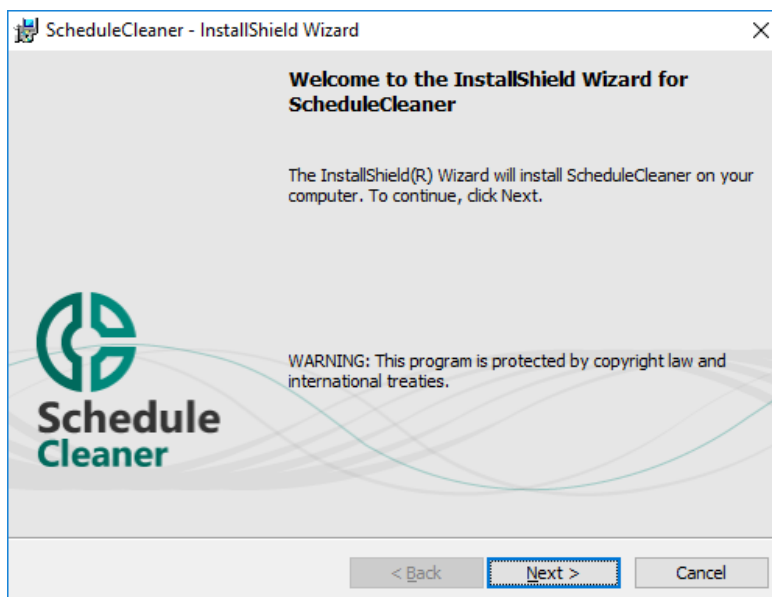 ScheduleCleaner - InstallShield Wizard
Welcome to the InstallShield Wizard for
ScheduleCleaner
The InstallShield(R) Wizard will install ScheduleCleaner on your
computer. To continue, click Next.
WARNING: This program is protected by copyright law and
international treaties.
Schedule
Cleaner
< Back
Next >
Cancel